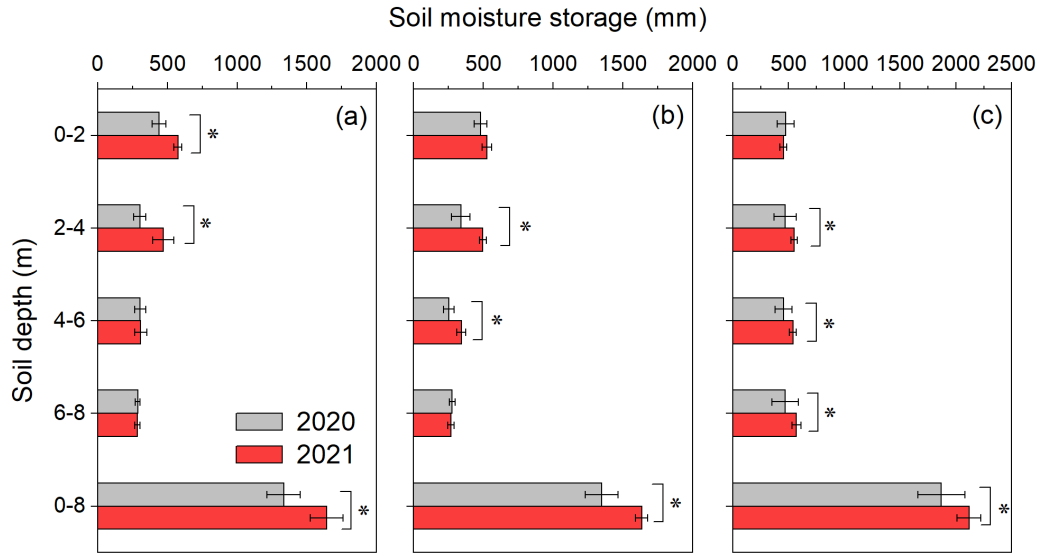 Soil moisture storage (mm)
0 500 1000 1500 2000 0 500 1000 1500 2000 0 500 1000 1500 2000 2500
(a) (b) (c)
Soil depth (m)
0-2 *
2-4 * * *
4-6 * *
6-8 *
2020
2021
0-8 * * *